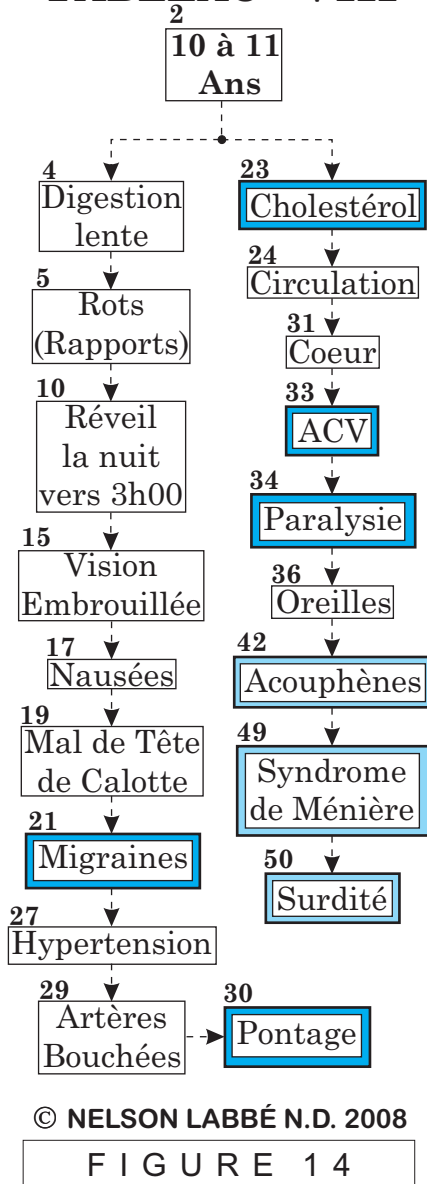 2
10 à 11
Ans
4
Digestion
lente
5
Rots
(Rapports)
10
Réveil
la nuit
vers 3h00
15
Vision
Embrouillée
17
Nausées
19
Mal de Tête
de Calotte
21
Migraines
27
Hypertension
29
Artères
Bouchées
30
Pontage
23
Cholestérol
24
Circulation
31
Coeur
33
ACV
34
Paralysie
36
Oreilles
42
Acouphènes
49
Syndrome
de Ménière
50
Surdité
© NELSON LABBÉ N.D. 2008
FIGURE 14